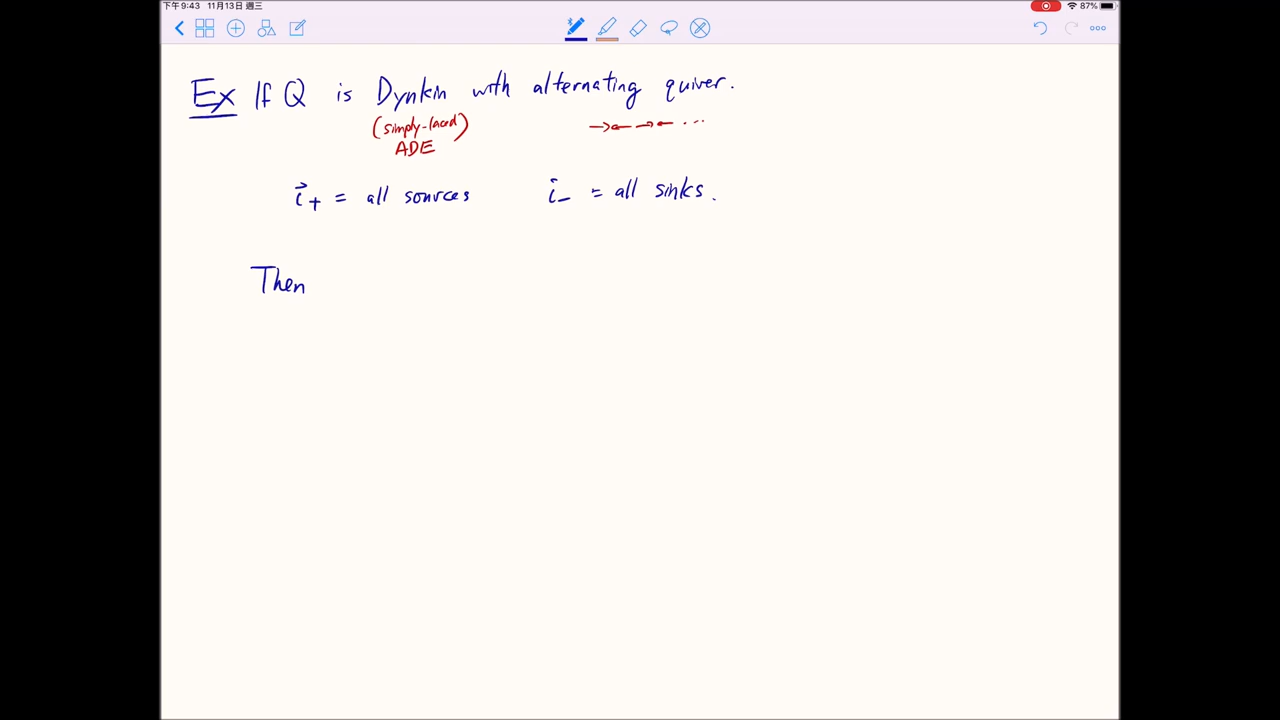 下午9:43 11月13日 週三 87%
Ex If Q is Dynkin with alternating quiver.
(simply-laced) →← →← ...
ADE
i⃗₊ = all sources i₋ = all sinks.
Then